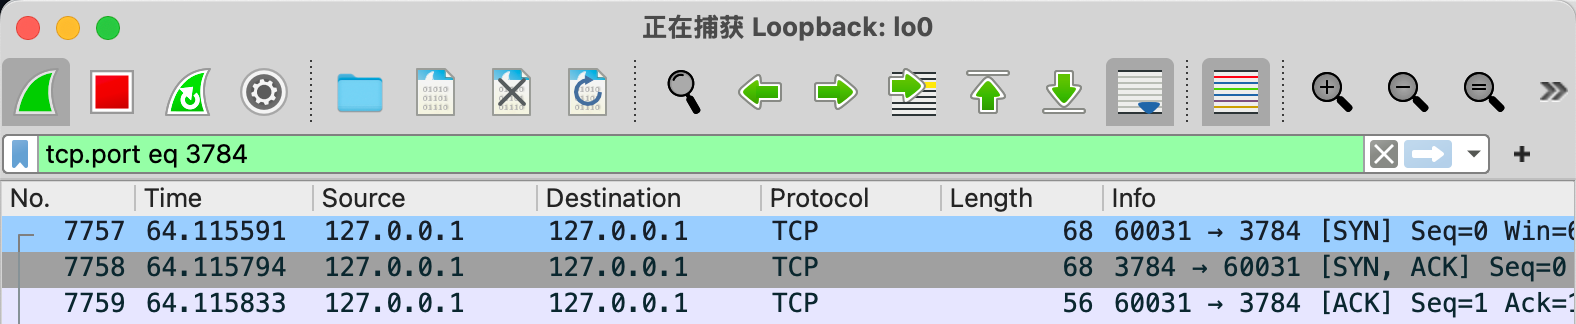 正在捕获 Loopback: lo0
tcp.port eq 3784
No. Time Source Destination Protocol Length Info
7757 64.115591 127.0.0.1 127.0.0.1 TCP 68 60031 → 3784 [SYN] Seq=0 Win=
7758 64.115794 127.0.0.1 127.0.0.1 TCP 68 3784 → 60031 [SYN, ACK] Seq=0
7759 64.115833 127.0.0.1 127.0.0.1 TCP 56 60031 → 3784 [ACK] Seq=1 Ack=1